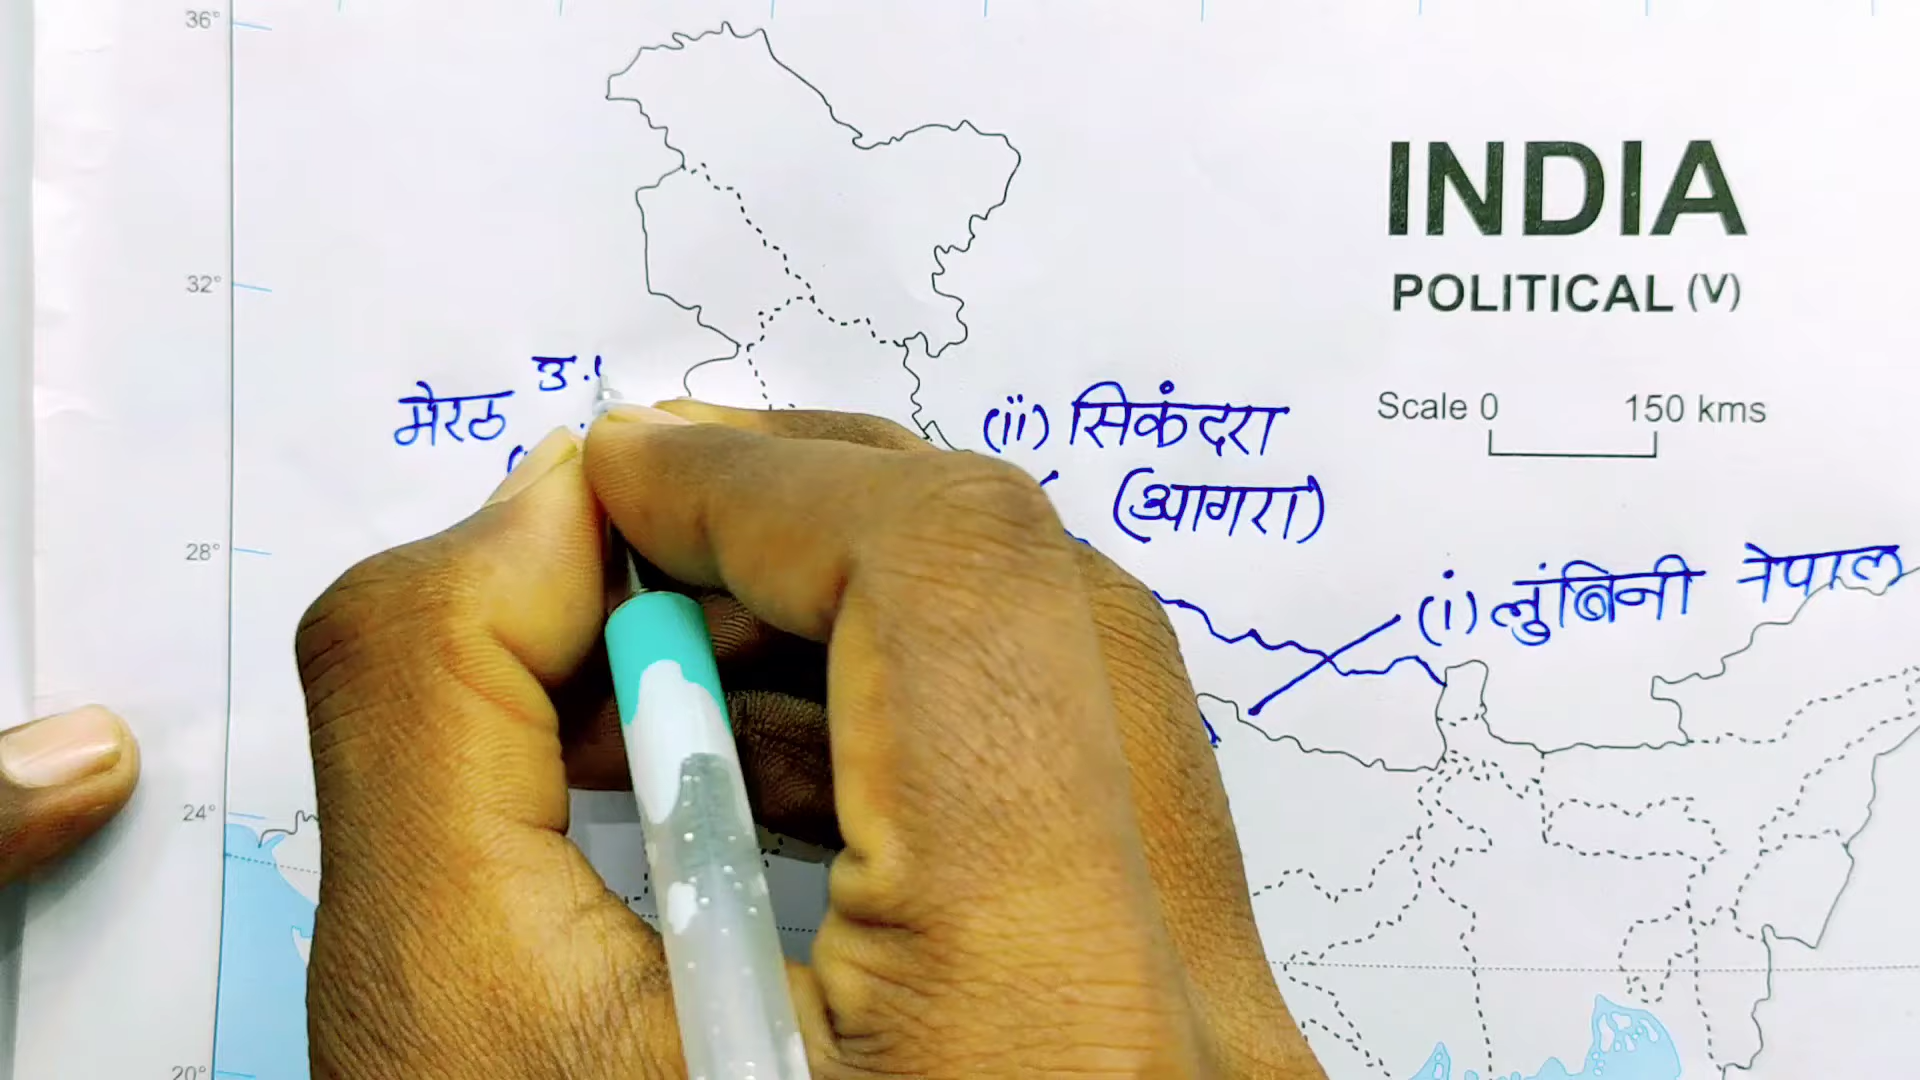 36°
INDIA
POLITICAL (V)
32°
Scale 0 150 kms
उ.
मेरठ
(ii) सिकंदरा
(आगरा)
28°
(i) लुंबिनी नेपाल
24°
20°